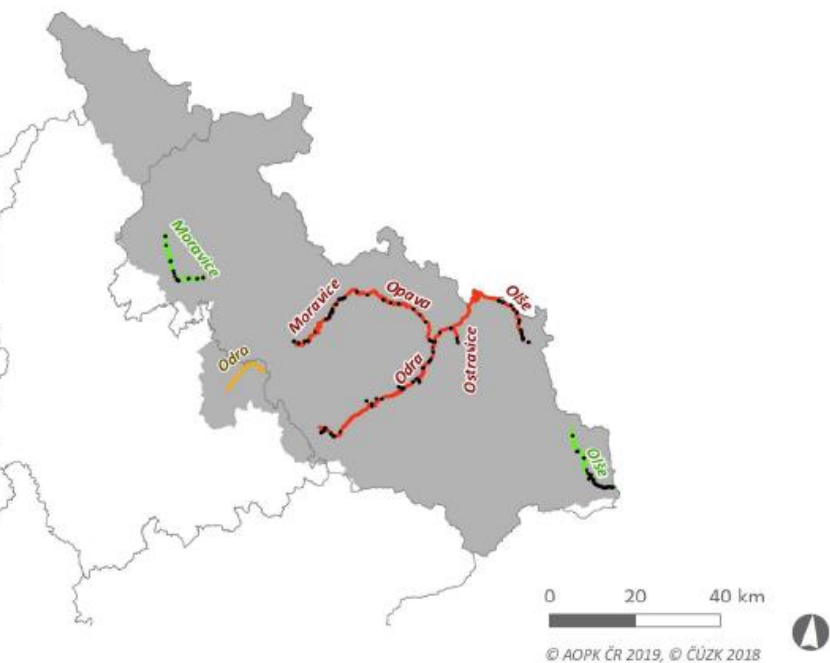 Moravice
Moravice
Opava
Olše
Odra
Odra
Ostravice
Olše
0 20 40 km
© AOPK ČR 2019, © ČÚZK 2018